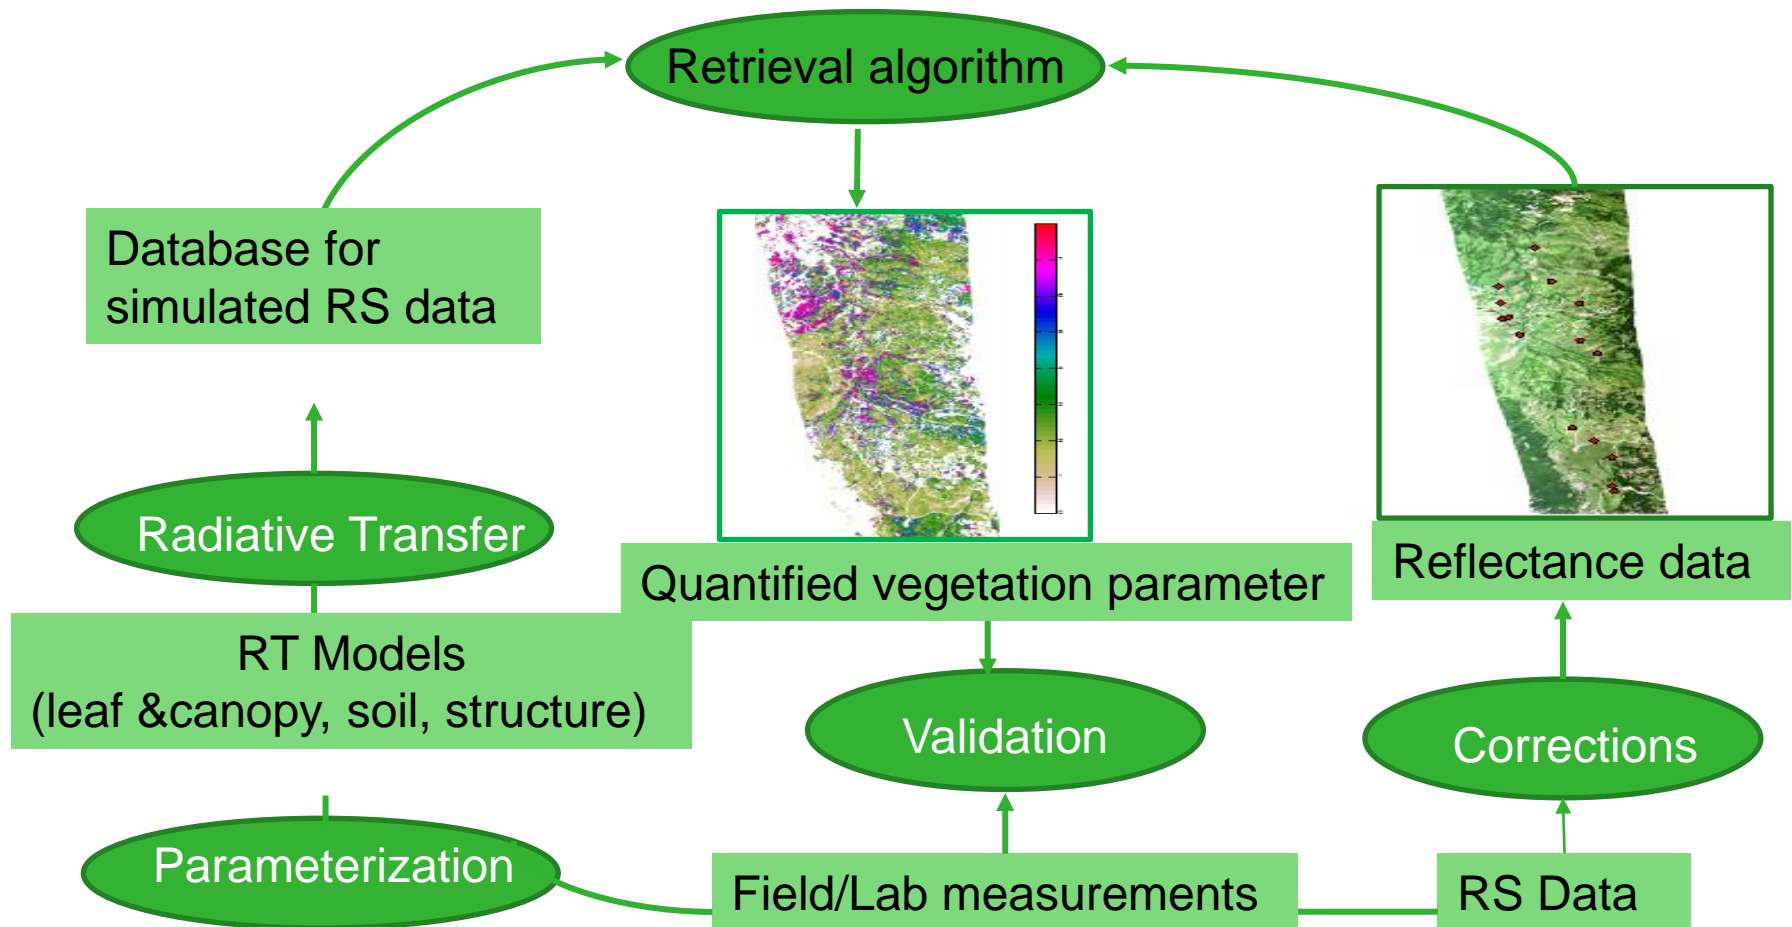 Retrieval algorithm
Database for
simulated RS data
Radiative Transfer
RT Models
(leaf &canopy, soil, structure)
Parameterization
Quantified vegetation parameter
Validation
Field/Lab measurements
Reflectance data
Corrections
RS Data